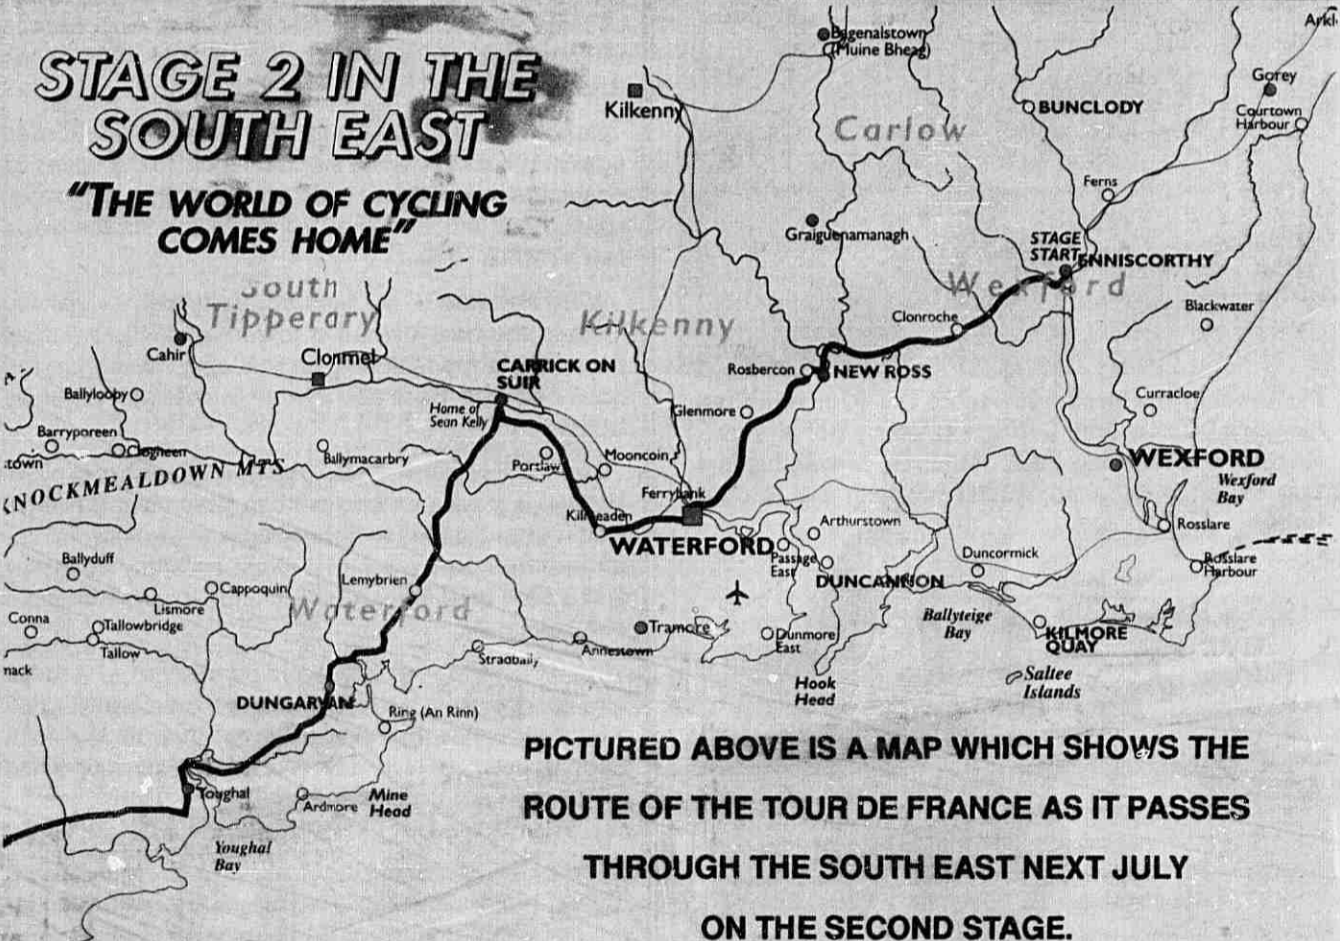 STAGE 2 IN THE
SOUTH EAST
"THE WORLD OF CYCLING
COMES HOME"
Bagenalstown
(Muine Bheag)
Kilkenny
Carlow
BUNCLODY
Gorey
Courtown
Harbour
Ferns
Graiguenamanagh
STAGE
START
ENNISCORTHY
Wexford
South
Tipperary
Kilkenny
Clonroche
Blackwater
Cahir
Clonmel
CARRICK ON
SUIR
Rosbercon
NEW ROSS
Ballylooby
Home of
Sean Kelly
Glenmore
Curracloe
Barryporeen
Clogheen
town
Ballymacarbry
Portlaw
Mooncoin
WEXFORD
Wexford
Bay
KNOCKMEALDOWN MTS
Ferrybank
Kilmeaden
WATERFORD
Arthurstown
Rosslare
Passage
East
DUNCANNON
Duncormick
Rosslare
Harbour
Ballyduff
Lismore
Cappoquin
Lemybrien
Waterford
Conna
Tallowbridge
Tallow
nack
Tramore
Dunmore
East
Ballyteige
Bay
KILMORE
QUAY
Stradbally
Annestown
Hook
Head
Saltee
Islands
DUNGARVAN
Ring (An Rinn)
Youghal
Ardmore
Mine
Head
Youghal
Bay
PICTURED ABOVE IS A MAP WHICH SHOWS THE
ROUTE OF THE TOUR DE FRANCE AS IT PASSES
THROUGH THE SOUTH EAST NEXT JULY
ON THE SECOND STAGE.